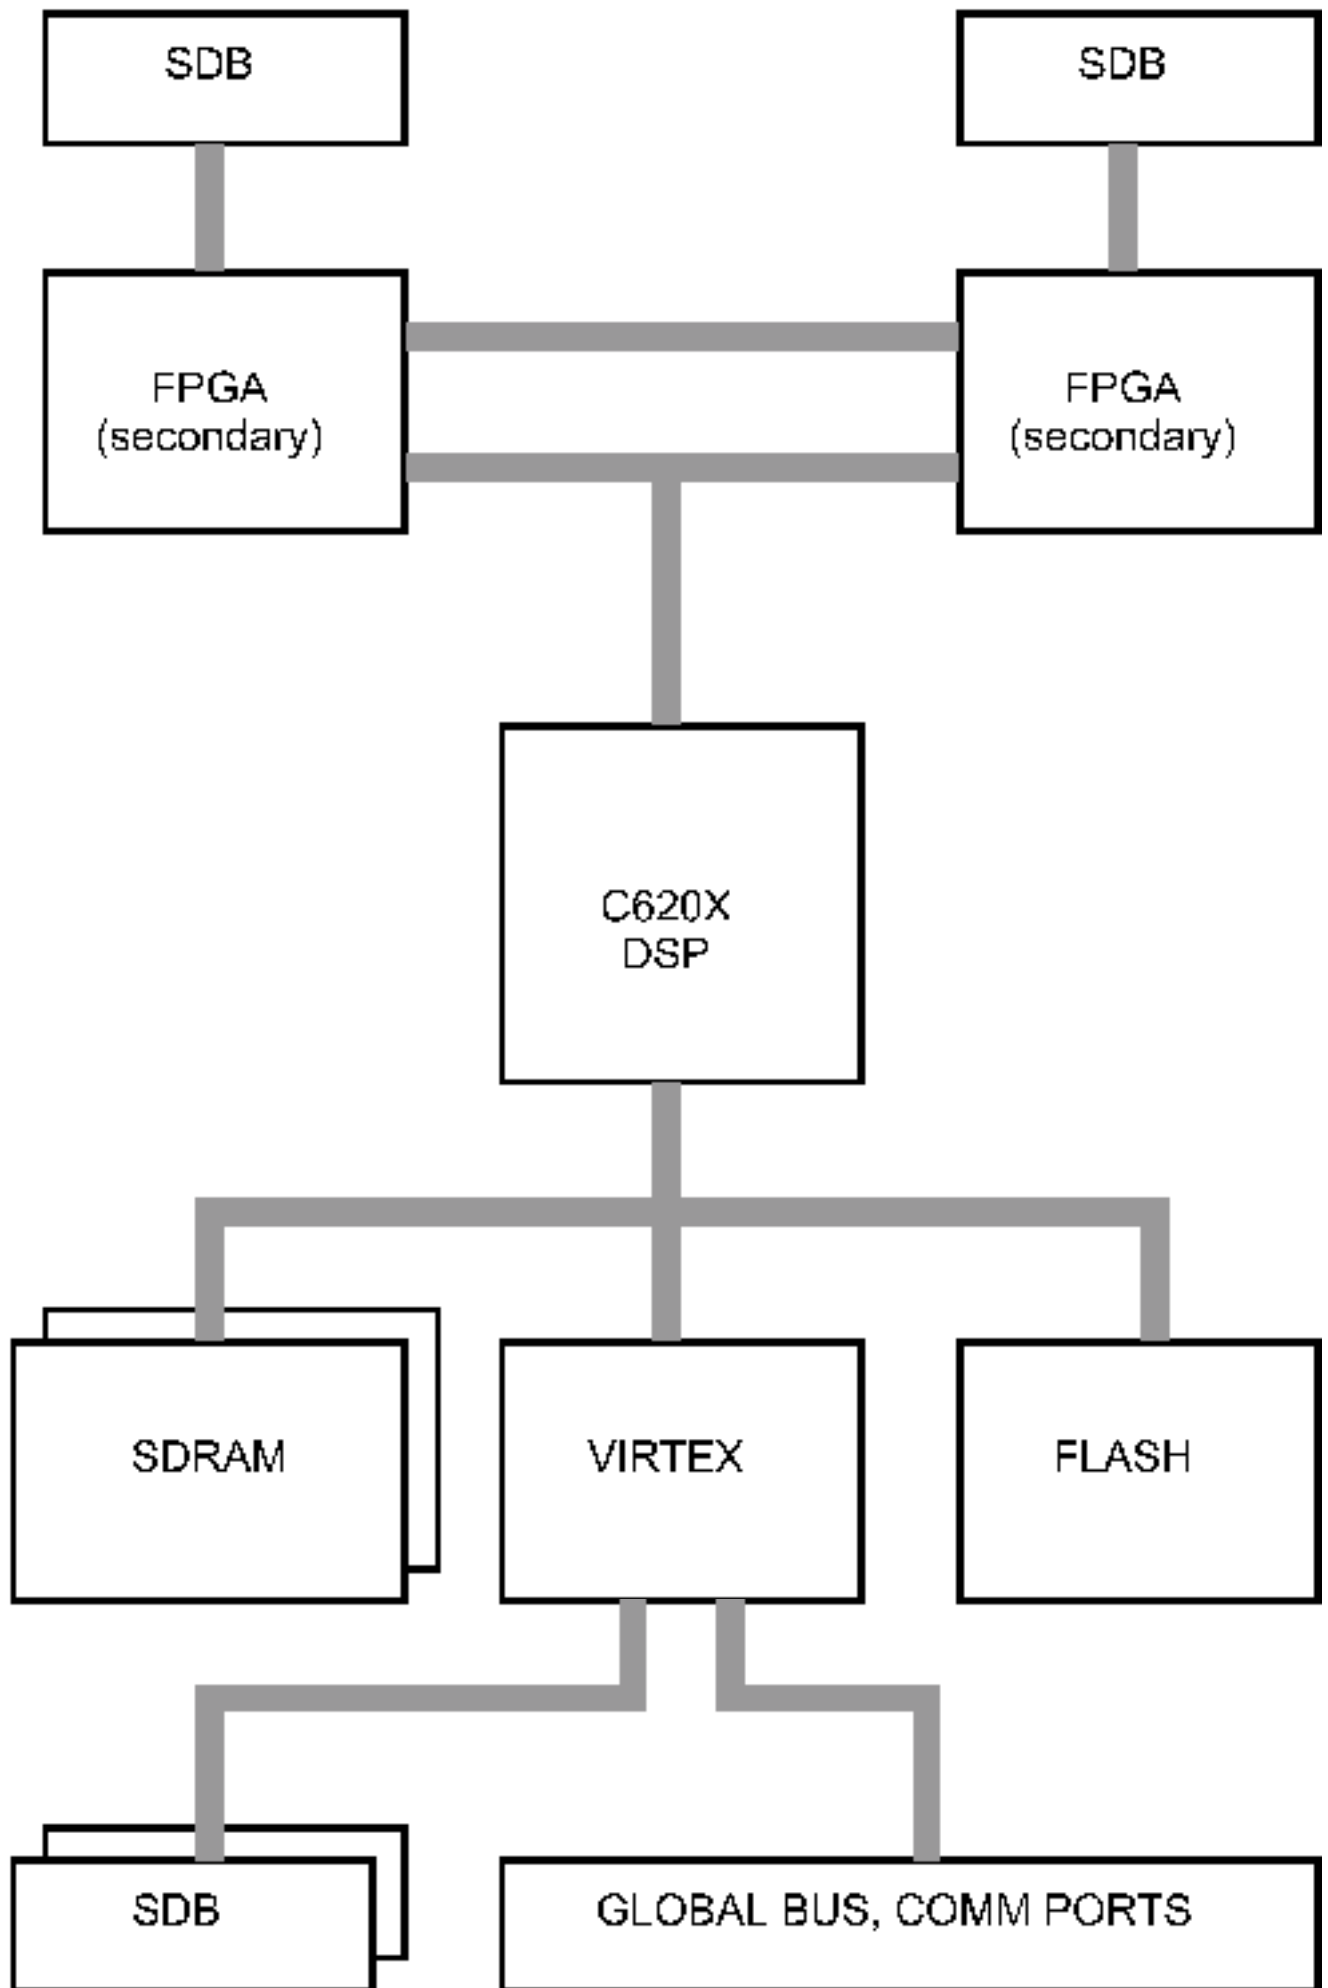 SDB
SDB
FPGA
(secondary)
FPGA
(secondary)
C620X
DSP
SDRAM
VIRTEX
FLASH
SDB
GLOBAL BUS, COMM PORTS